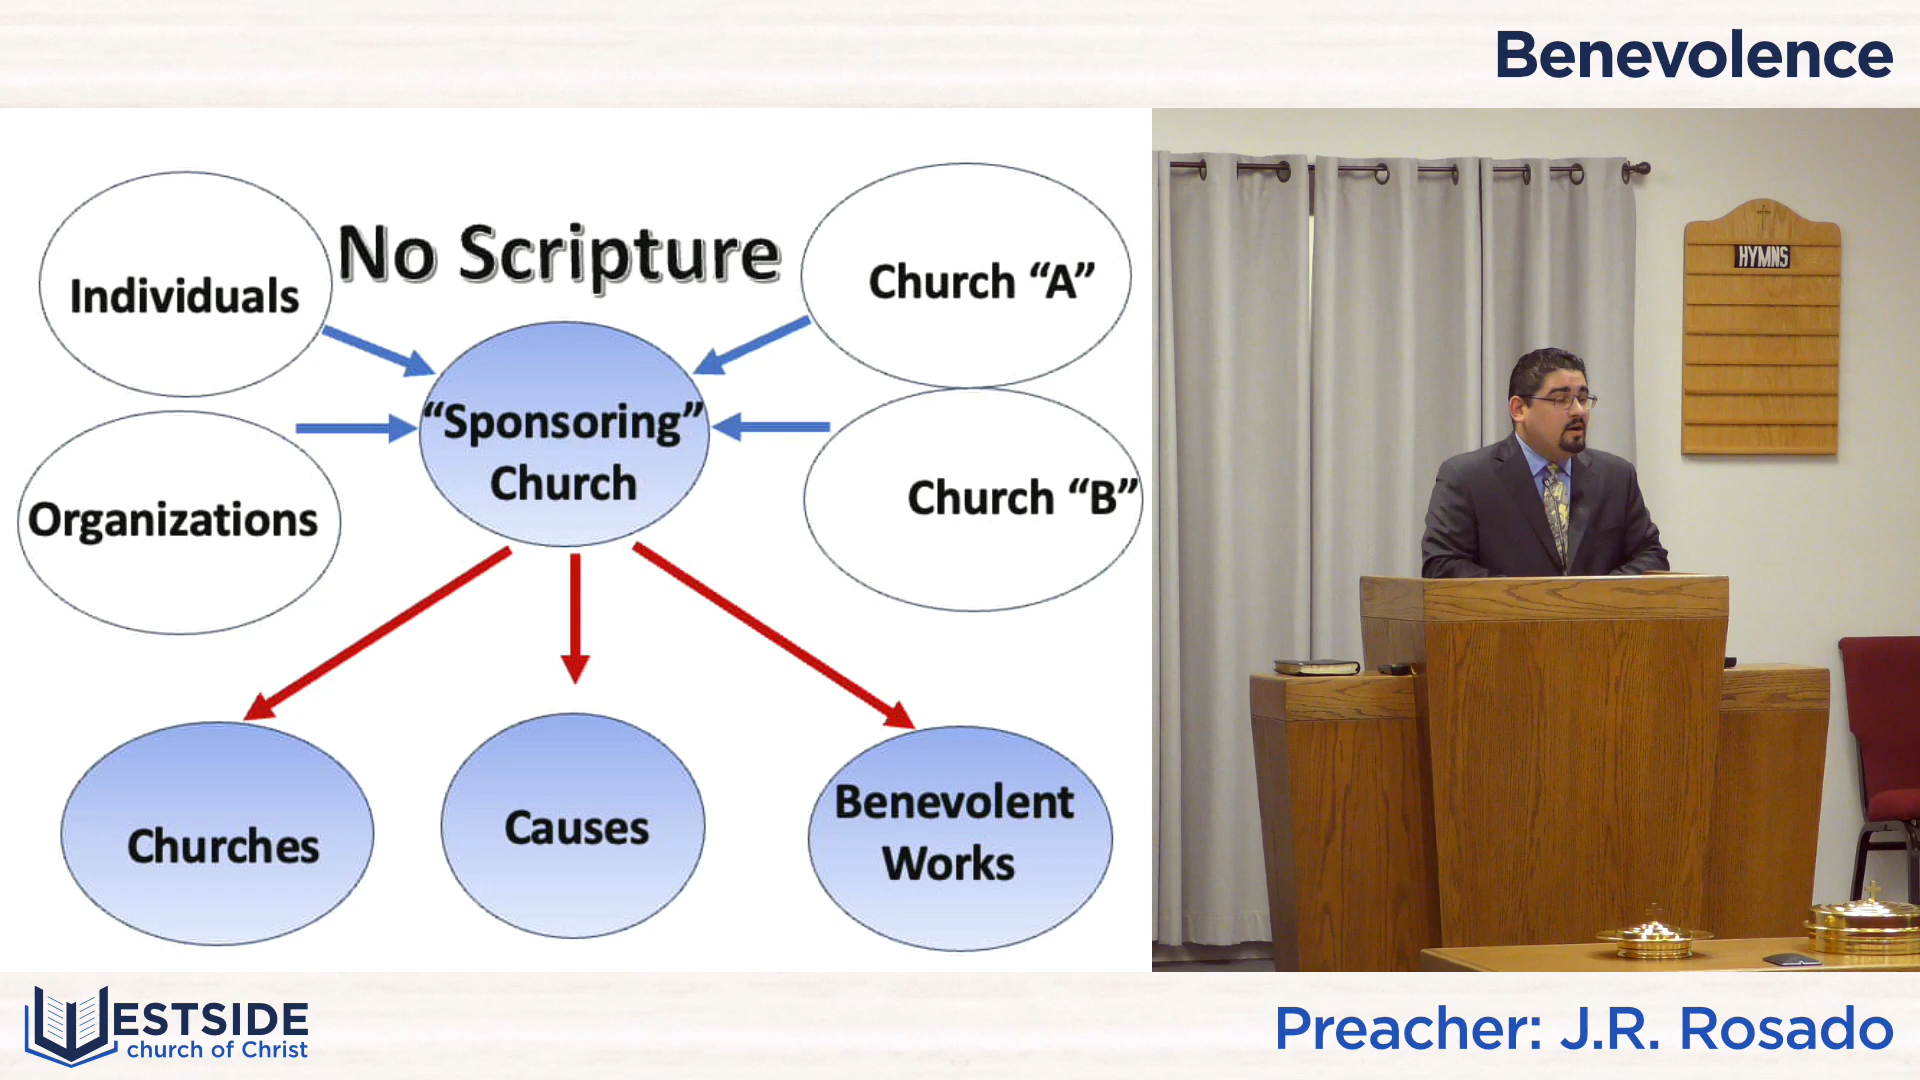 Benevolence
Individuals
No Scripture
Church “A”
“Sponsoring”
Church
Organizations
Church “B”
Churches
Causes
Benevolent
Works
HYMNS
WESTSIDE
church of Christ
Preacher: J.R. Rosado